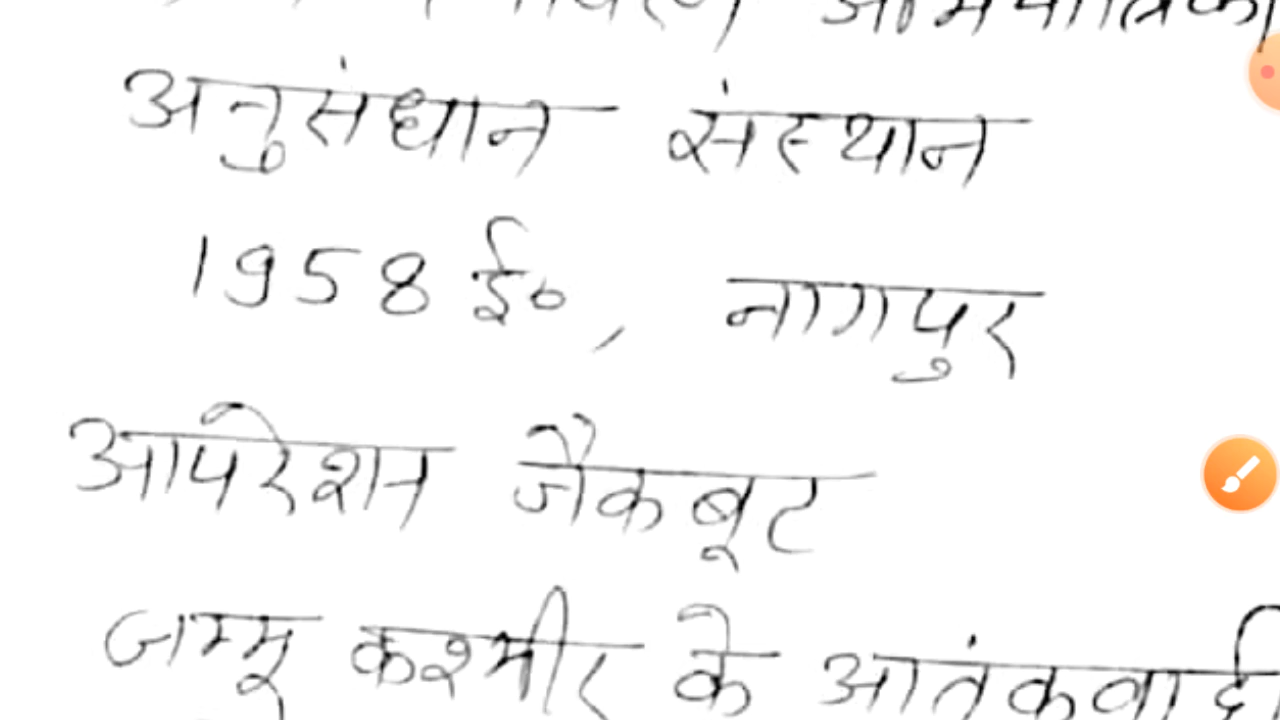 अनुसंधान संस्थान
1958 ई०, नागपुर
आपरेशन जैकबूट
जम्मू कश्मीर के आतंकवादी